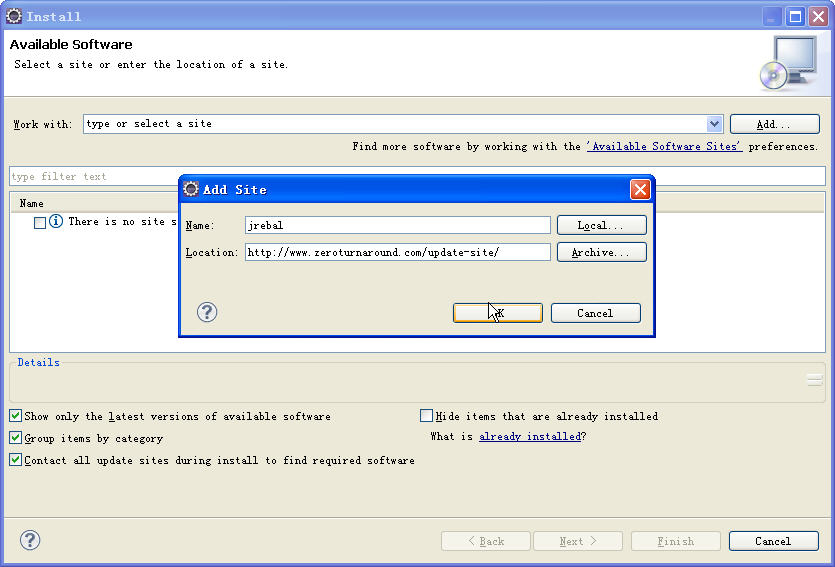 Install
Available Software
Select a site or enter the location of a site.
Work with: type or select a site Add...
Find more software by working with the 'Available Software Sites' preferences.
type filter text
Name
There is no site s
Add Site
Name: jrebal Local...
Location: http://www.zeroturnaround.com/update-site/ Archive...
? Cancel
Details
Show only the latest versions of available software
Hide items that are already installed
Group items by category
What is already installed?
Contact all update sites during install to find required software
? < Back Next > Finish Cancel